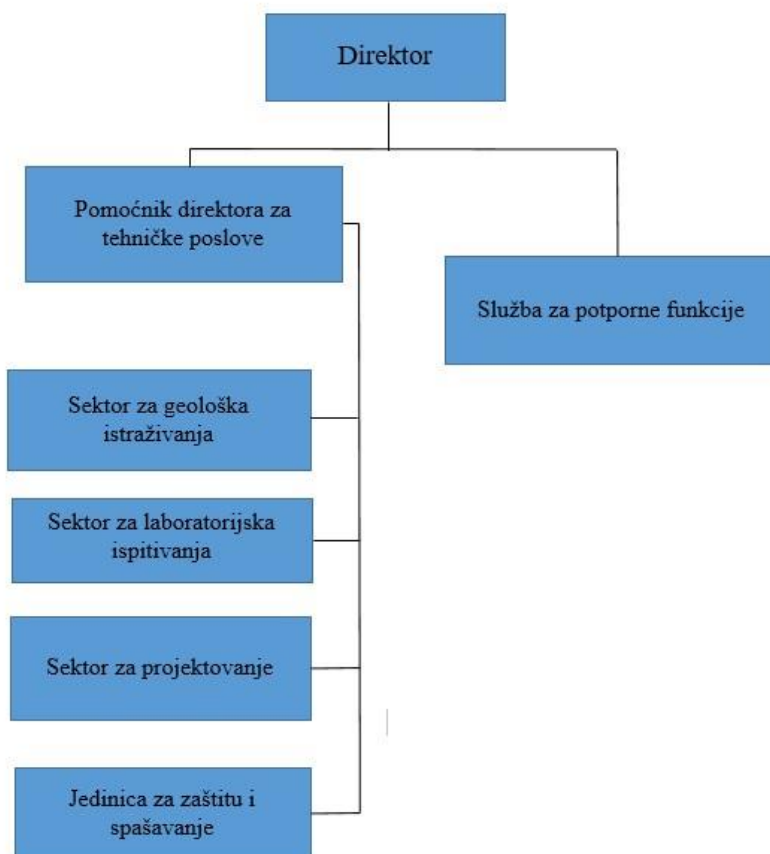 Direktor
Pomoćnik direktora za
tehničke poslove
Služba za potporne funkcije
Sektor za geološka
istraživanja
Sektor za laboratorijska
ispitivanja
Sektor za projektovanje
Jedinica za zaštitu i
spašavanje